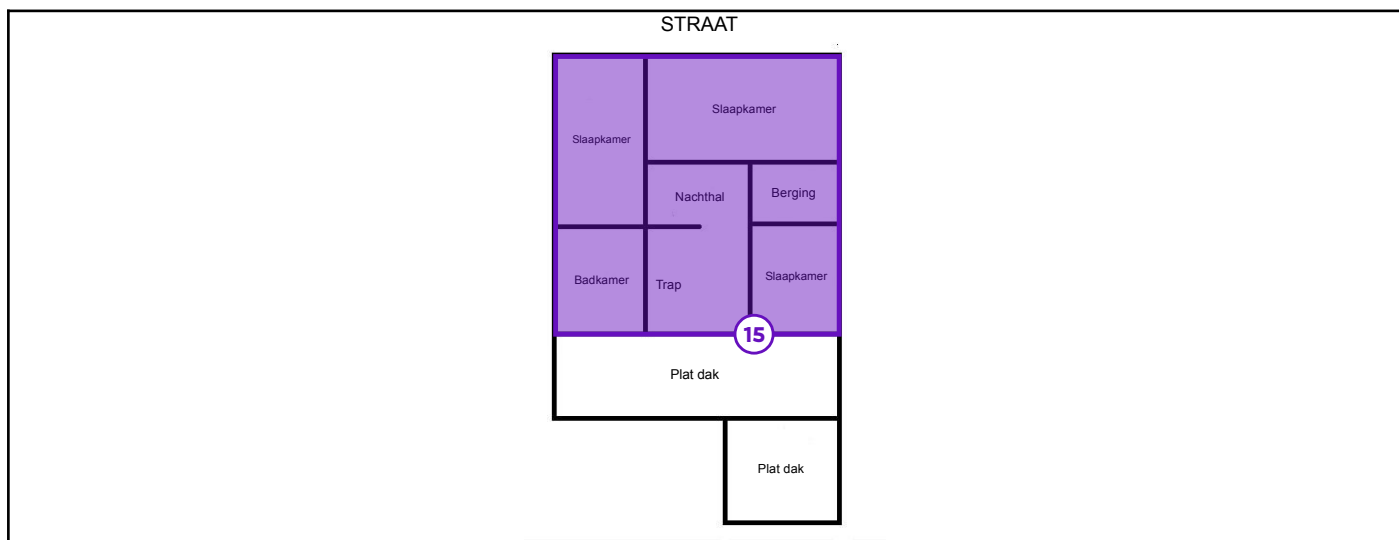 STRAAT
Slaapkamer
Slaapkamer
Nachthal
Berging
Badkamer
Trap
Slaapkamer
15
Plat dak
Plat dak